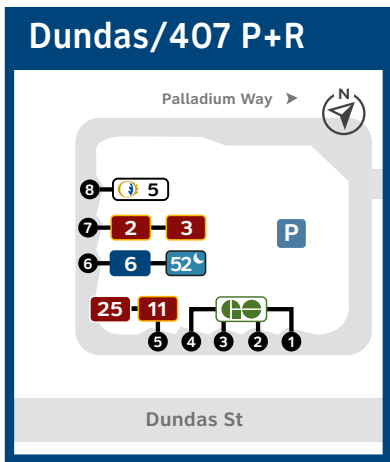 Dundas/407 P+R
Palladium Way
N
8 5
7 2 3
P
6 6 52
25 11
5 4 3 2 1
Dundas St